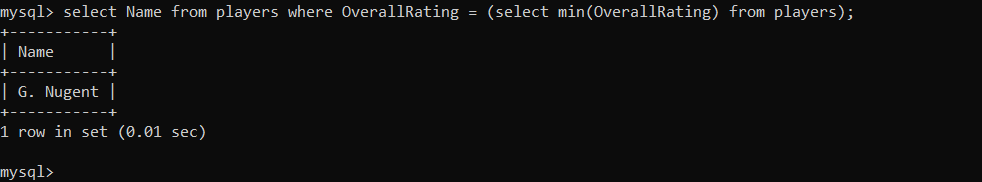 mysql> select Name from players where OverallRating = (select min(OverallRating) from players);
+-----------+
| Name      |
+-----------+
| G. Nugent |
+-----------+
1 row in set (0.01 sec)
mysql>